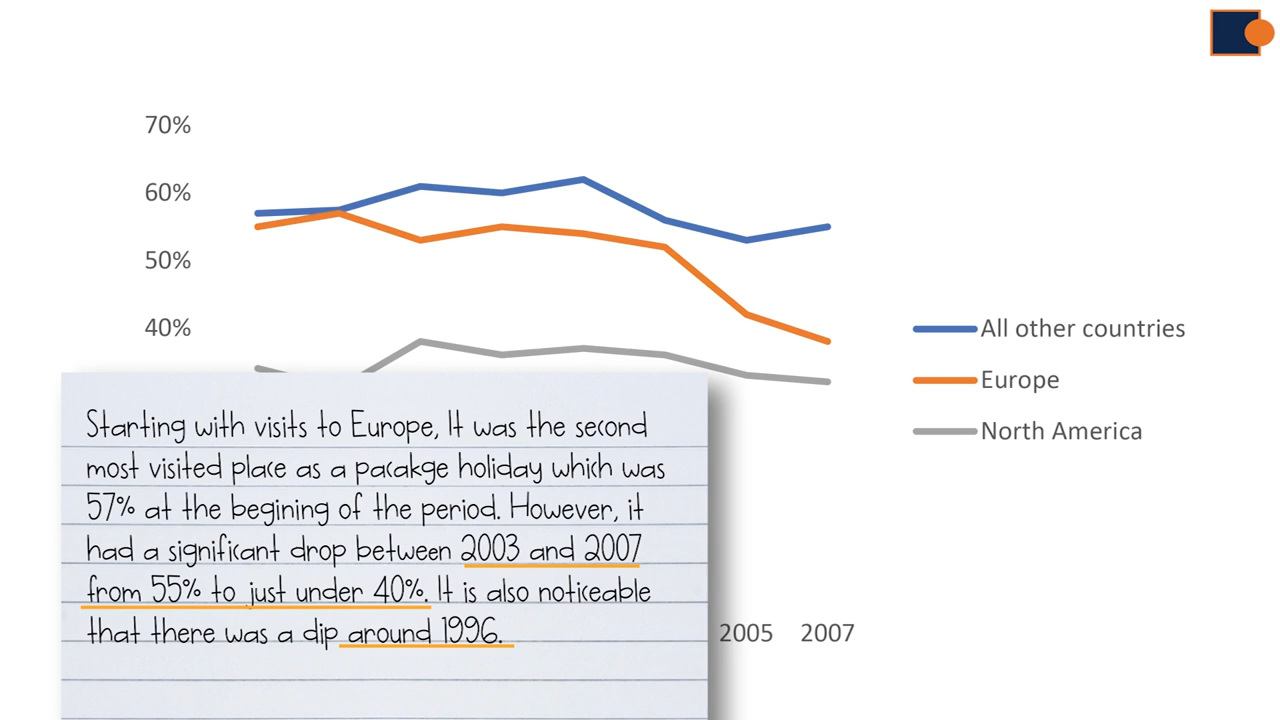 70%
60%
50%
40%
All other countries
Europe
North America
Starting with visits to Europe, It was the second
most visited place as a pacakge holiday which was
57% at the begining of the period. However, it
had a significant drop between 2003 and 2007
from 55% to just under 40%. It is also noticeable
that there was a dip around 1996.
2005 2007